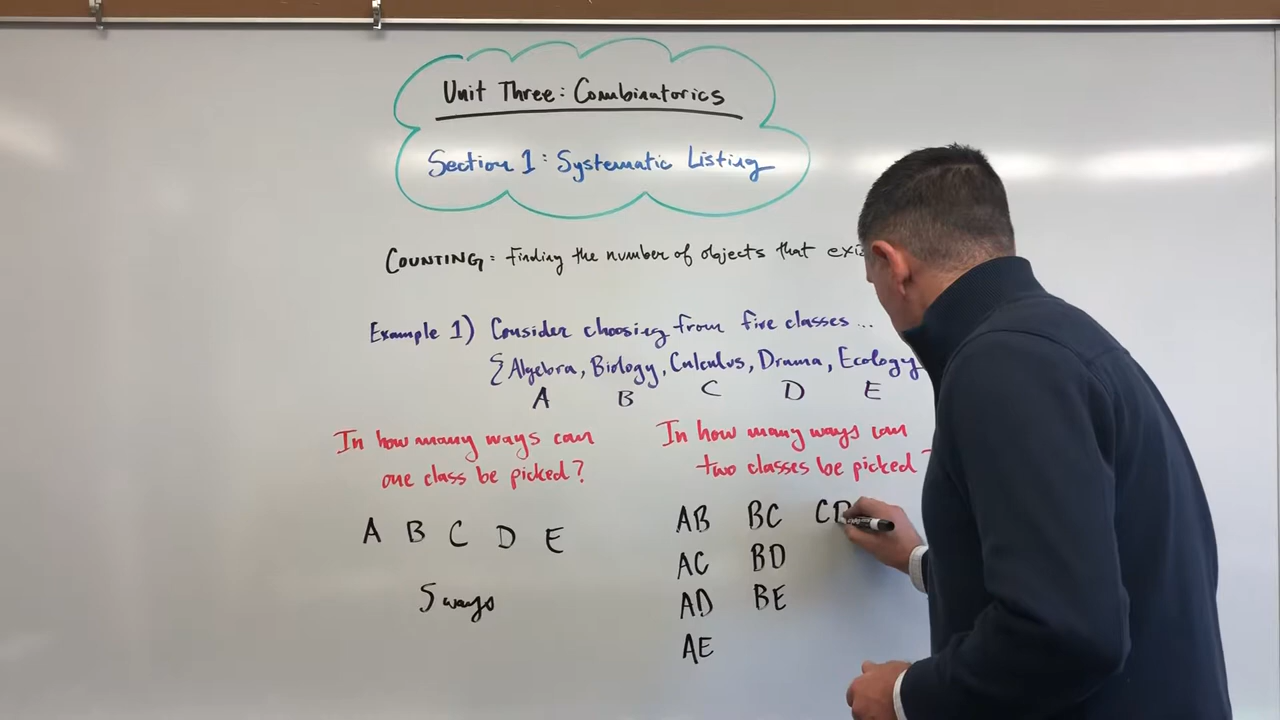 Unit Three: Combinatorics
Section 1: Systematic Listing
COUNTING: Finding the number of objects that
Example 1) Consider choosing from five classes...
{Algebra, Biology, Calculus, Drama, Ecology
A B C D E
In how many ways can
one class be picked?
A B C D E
5 ways
In how many ways can
two classes be picked?
AB BC CD
AC BD
AD BE
AE